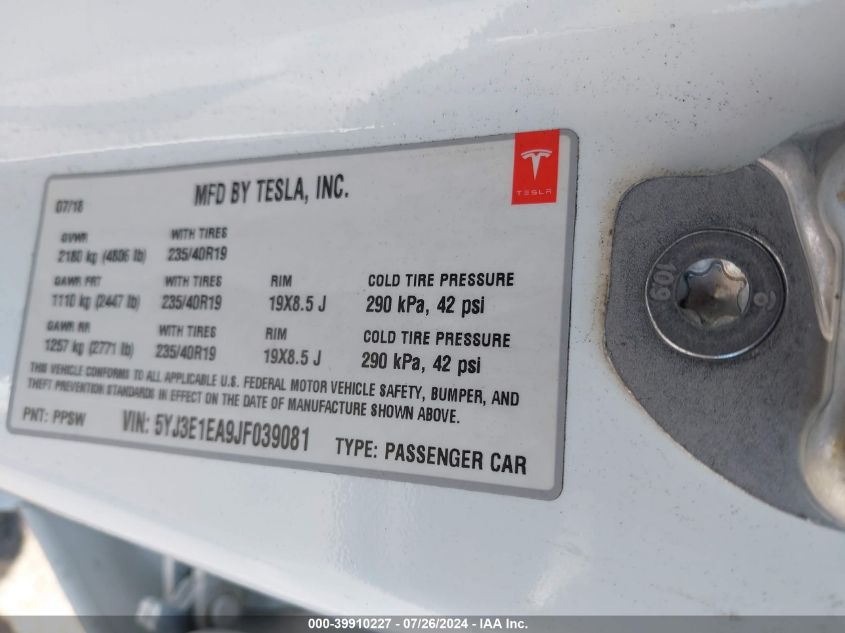 07/18
MFD BY TESLA, INC.
TESLA
GVWR WITH TIRES
2180 kg (4806 lb) 235/40R19
GAWR FRT WITH TIRES RIM COLD TIRE PRESSURE
1110 kg (2447 lb) 235/40R19 19X8.5 J 290 kPa, 42 psi
GAWR RR WITH TIRES RIM COLD TIRE PRESSURE
1257 kg (2771 lb) 235/40R19 19X8.5 J 290 kPa, 42 psi
THIS VEHICLE CONFORMS TO ALL APPLICABLE U.S. FEDERAL MOTOR VEHICLE SAFETY, BUMPER, AND
THEFT PREVENTION STANDARDS IN EFFECT ON THE DATE OF MANUFACTURE SHOWN ABOVE.
PNT: PPSW VIN: 5YJ3E1EA9JF039081 TYPE: PASSENGER CAR
000-39910227 - 07/26/2024 - IAA Inc.